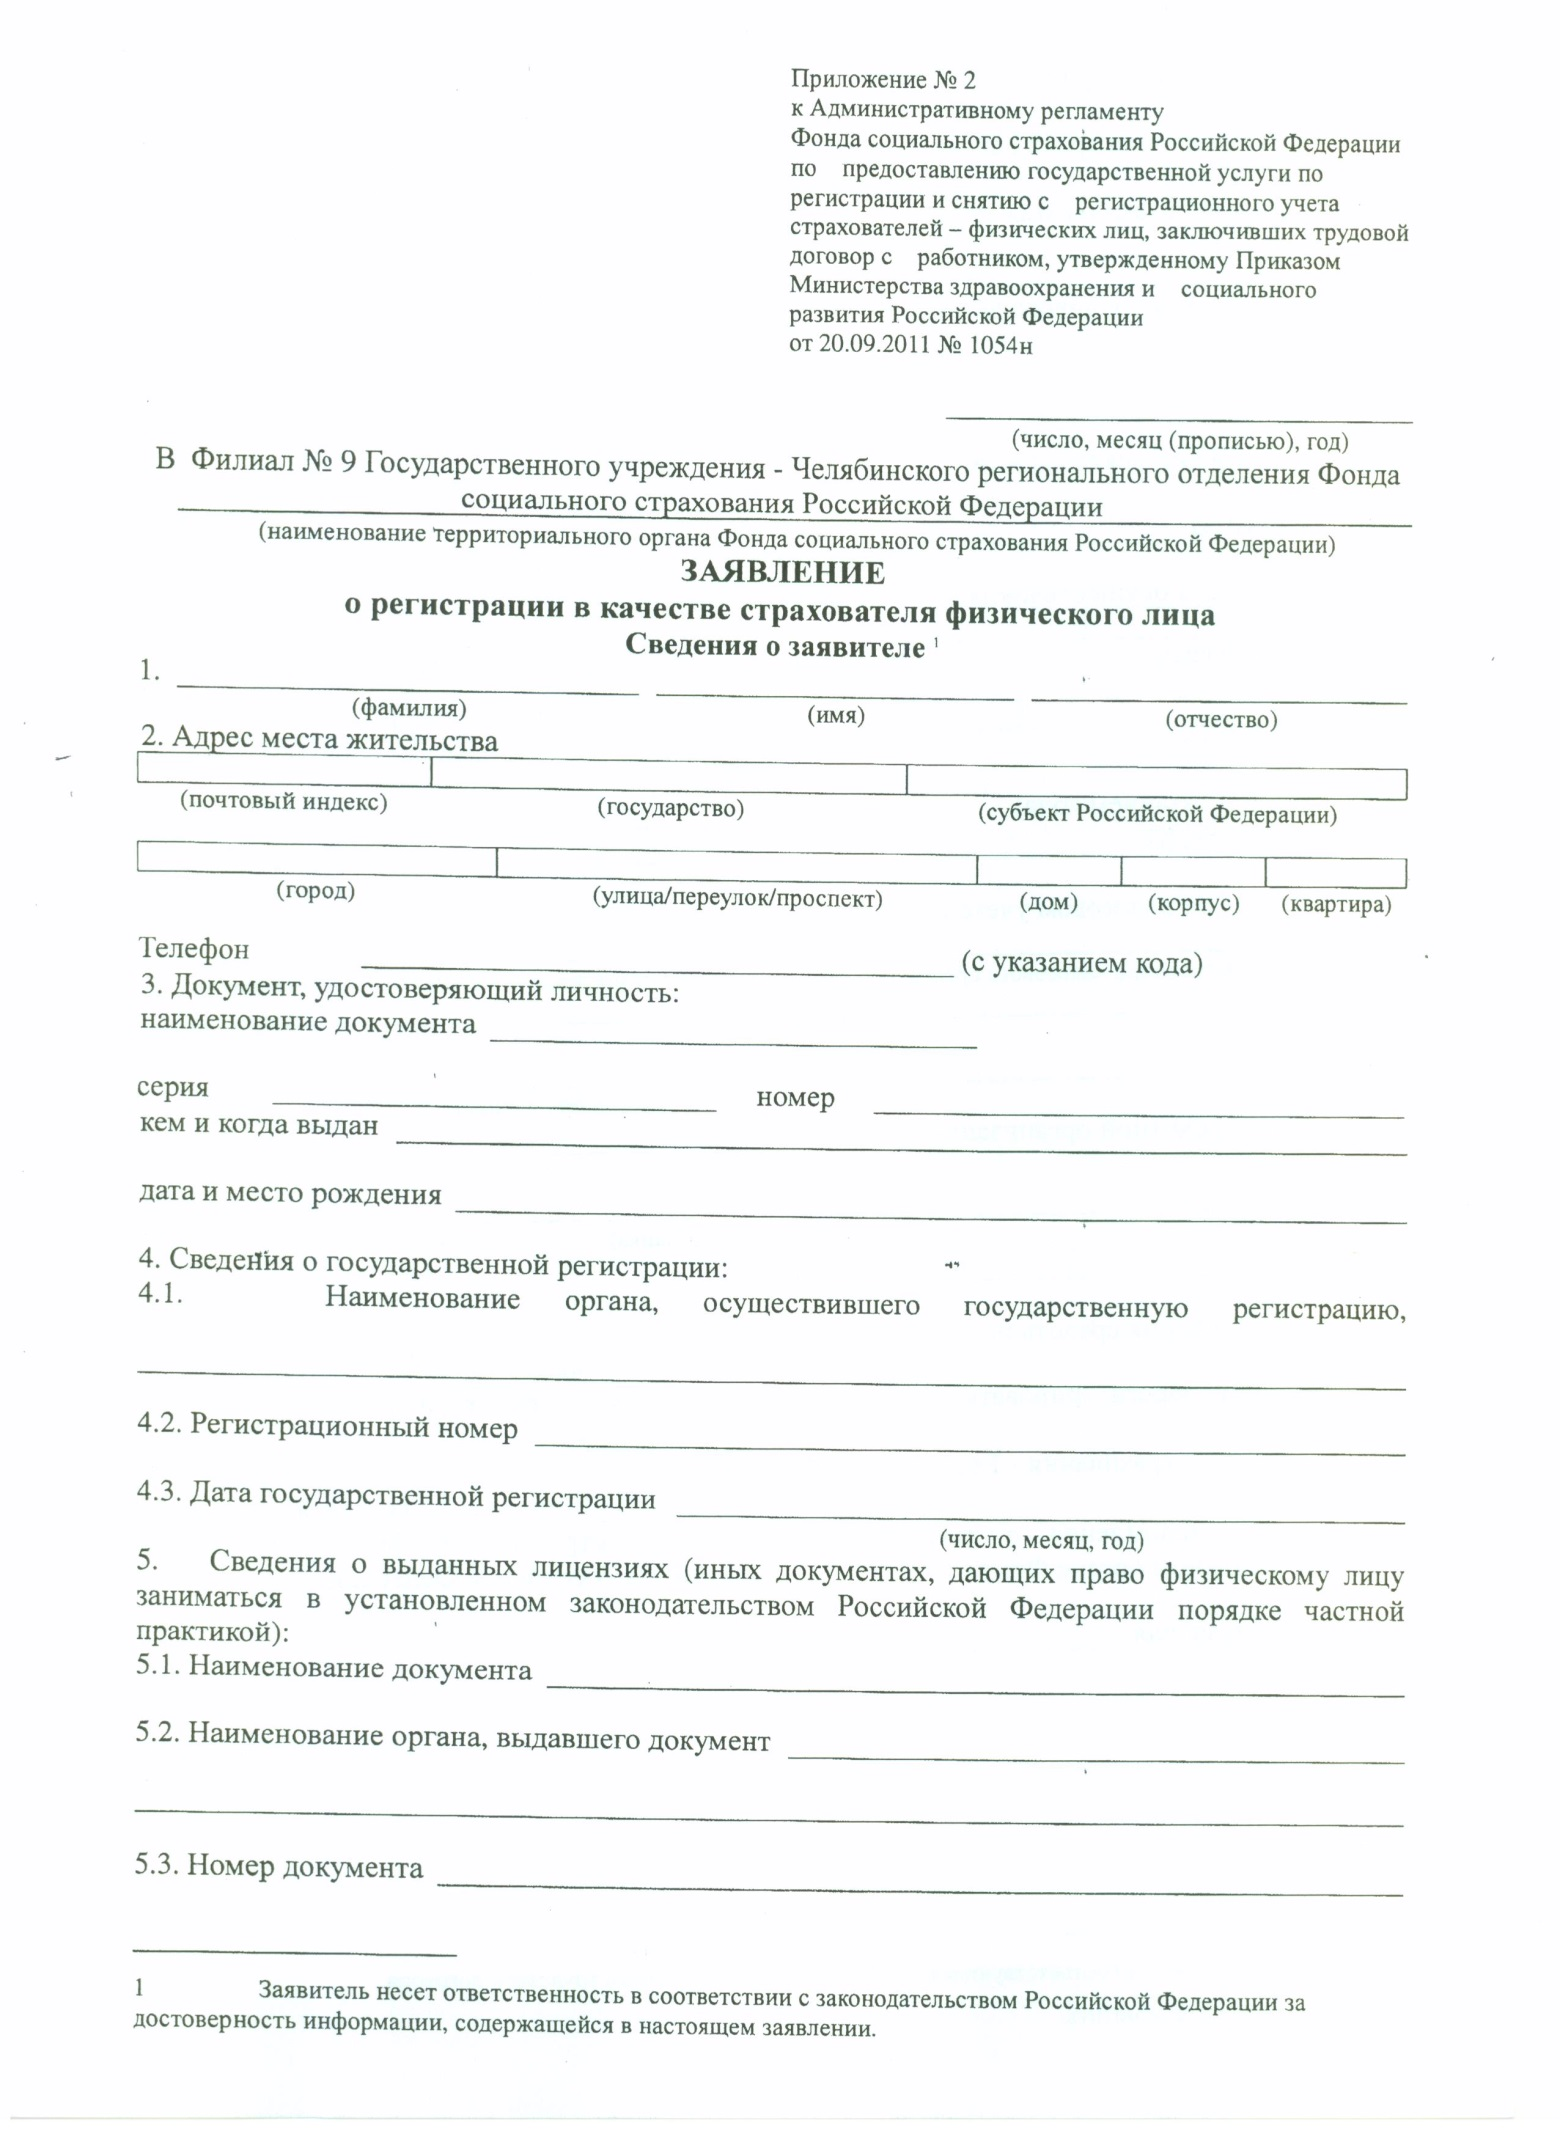 Приложение № 2
к Административному регламенту
Фонда социального страхования Российской Федерации
по предоставлению государственной услуги по
регистрации и снятию с регистрационного учета
страхователей – физических лиц, заключивших трудовой
договор с работником, утвержденному Приказом
Министерства здравоохранения и социального
развития Российской Федерации
от 20.09.2011 № 1054н
(число, месяц (прописью), год)
В Филиал № 9 Государственного учреждения - Челябинского регионального отделения Фонда
социального страхования Российской Федерации
(наименование территориального органа Фонда социального страхования Российской Федерации)
ЗАЯВЛЕНИЕ
о регистрации в качестве страхователя физического лица
Сведения о заявителе 1
1.
(фамилия) (имя) (отчество)
2. Адрес места жительства
(почтовый индекс) (государство) (субъект Российской Федерации)
(город) (улица/переулок/проспект) (дом) (корпус) (квартира)
Телефон (с указанием кода)
3. Документ, удостоверяющий личность:
наименование документа
серия номер
кем и когда выдан
дата и место рождения
4. Сведения о государственной регистрации:
4.1. Наименование органа, осуществившего государственную регистрацию,
4.2. Регистрационный номер
4.3. Дата государственной регистрации
(число, месяц, год)
5. Сведения о выданных лицензиях (иных документах, дающих право физическому лицу
заниматься в установленном законодательством Российской Федерации порядке частной
практикой):
5.1. Наименование документа
5.2. Наименование органа, выдавшего документ
5.3. Номер документа
1 Заявитель несет ответственность в соответствии с законодательством Российской Федерации за
достоверность информации, содержащейся в настоящем заявлении.